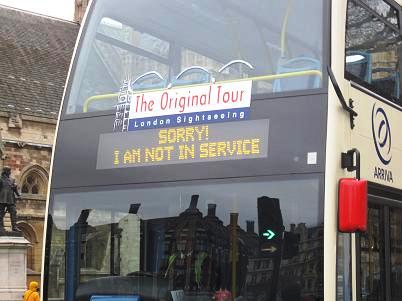 The Original Tour
London Sightseeing
SORRY!
I AM NOT IN SERVICE
ARRIVA